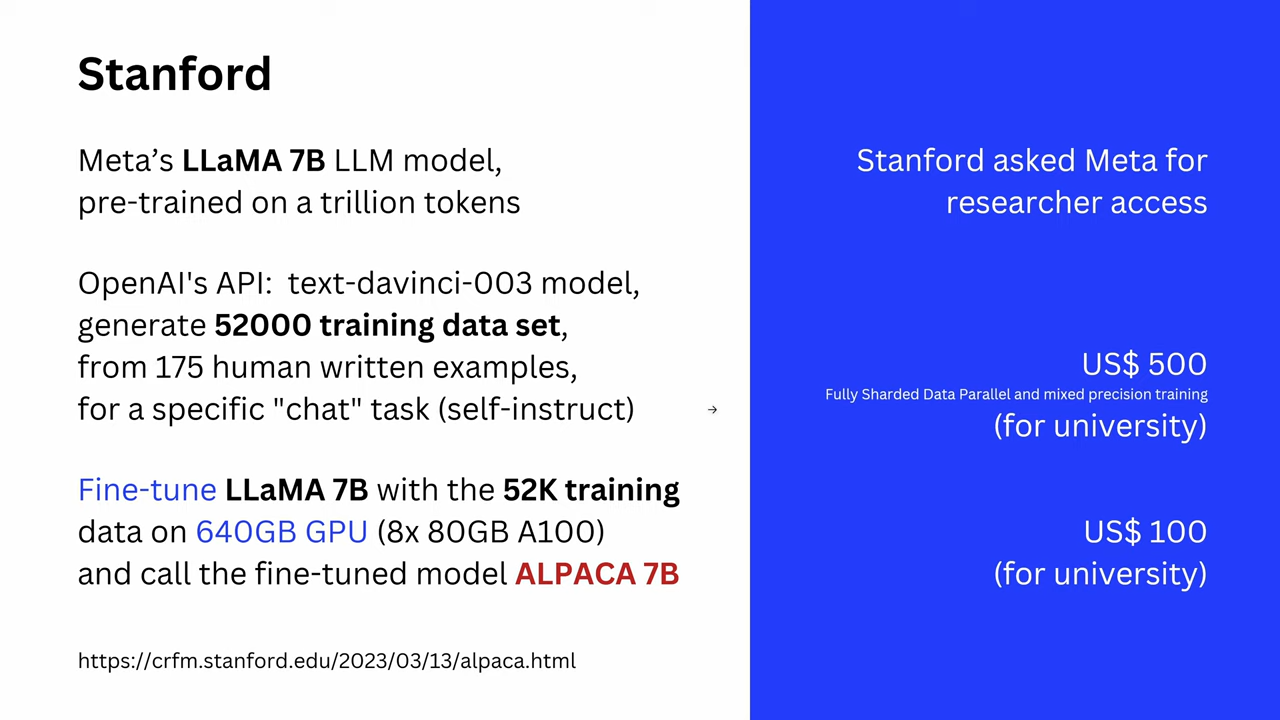 Stanford
Meta’s LLaMA 7B LLM model,
pre-trained on a trillion tokens
OpenAI's API:  text-davinci-003 model,
generate 52000 training data set,
from 175 human written examples,
for a specific "chat" task (self-instruct)
→
Fine-tune LLaMA 7B with the 52K training
data on 640GB GPU (8x 80GB A100)
and call the fine-tuned model ALPACA 7B
https://crfm.stanford.edu/2023/03/13/alpaca.html
Stanford asked Meta for
researcher access
US$ 500
Fully Sharded Data Parallel and mixed precision training
(for university)
US$ 100
(for university)